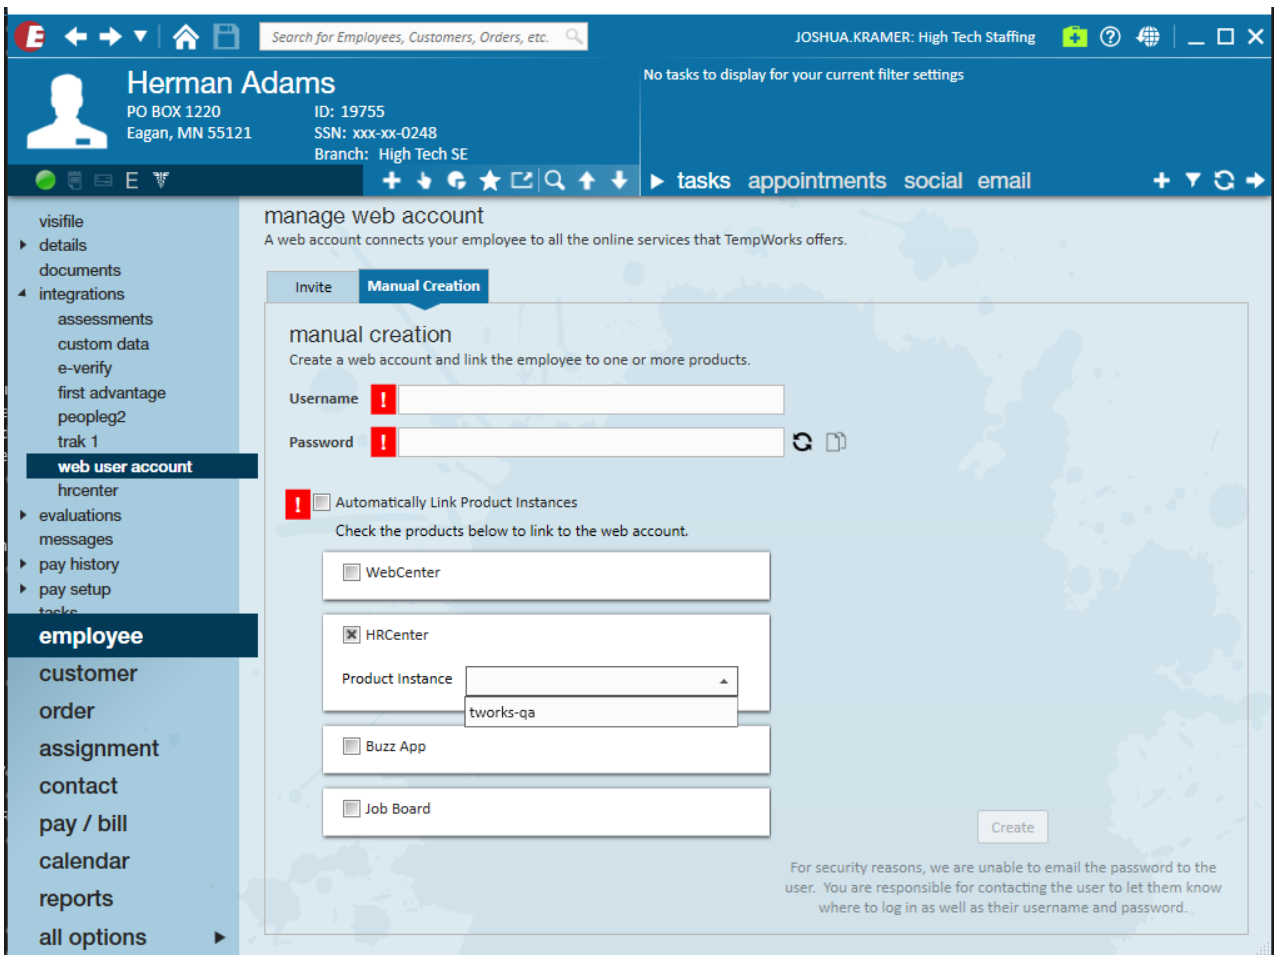 E
Search for Employees, Customers, Orders, etc.
JOSHUA.KRAMER: High Tech Staffing
Herman Adams
PO BOX 1220
ID: 19755
Eagan, MN 55121
SSN: xxx-xx-0248
Branch: High Tech SE
No tasks to display for your current filter settings
E
tasks appointments social email
visifile
details
documents
integrations
assessments
custom data
e-verify
first advantage
peopleg2
trak 1
web user account
hrcenter
evaluations
messages
pay history
pay setup
tasks
employee
customer
order
assignment
contact
pay / bill
calendar
reports
all options
manage web account
A web account connects your employee to all the online services that TempWorks offers.
Invite
Manual Creation
manual creation
Create a web account and link the employee to one or more products.
Username !
Password !
! Automatically Link Product Instances
Check the products below to link to the web account.
WebCenter
HRCenter
Product Instance
tworks-qa
Buzz App
Job Board
Create
For security reasons, we are unable to email the password to the
user. You are responsible for contacting the user to let them know
where to log in as well as their username and password.